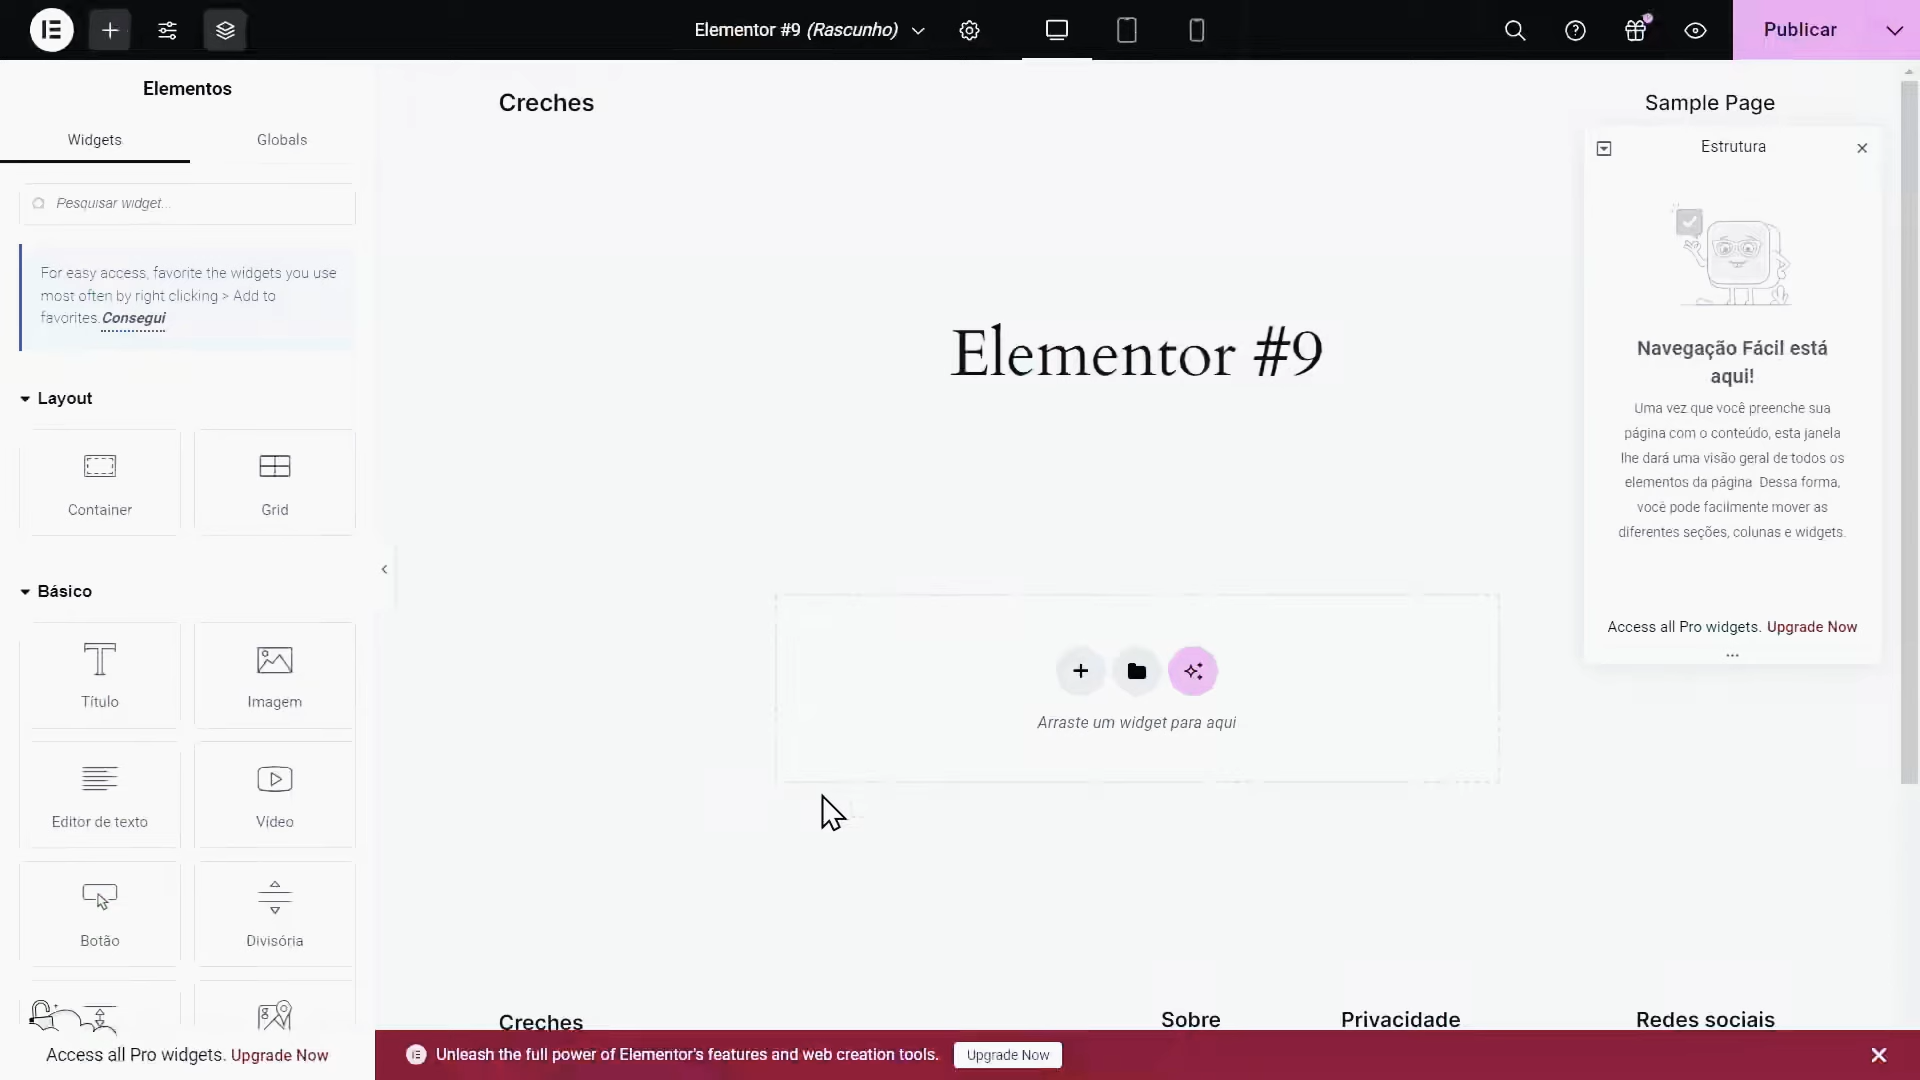 Elementor #9 (Rascunho)
Publicar
Elementos
Widgets
Globals
Pesquisar widget...
For easy access, favorite the widgets you use
most often by right clicking > Add to
favorites. Consegui
Layout
Container
Grid
Básico
Título
Imagem
Editor de texto
Vídeo
Botão
Divisória
Access all Pro widgets. Upgrade Now
Creches
Sample Page
Elementor #9
Arraste um widget para aqui
Estrutura
Navegação Fácil está
aqui!
Uma vez que você preenche sua
página com o conteúdo, esta janela
lhe dará uma visão geral de todos os
elementos da página. Dessa forma,
você pode facilmente mover as
diferentes seções, colunas e widgets.
Access all Pro widgets. Upgrade Now
...
Creches
Sobre
Privacidade
Redes sociais
Unleash the full power of Elementor's features and web creation tools.
Upgrade Now